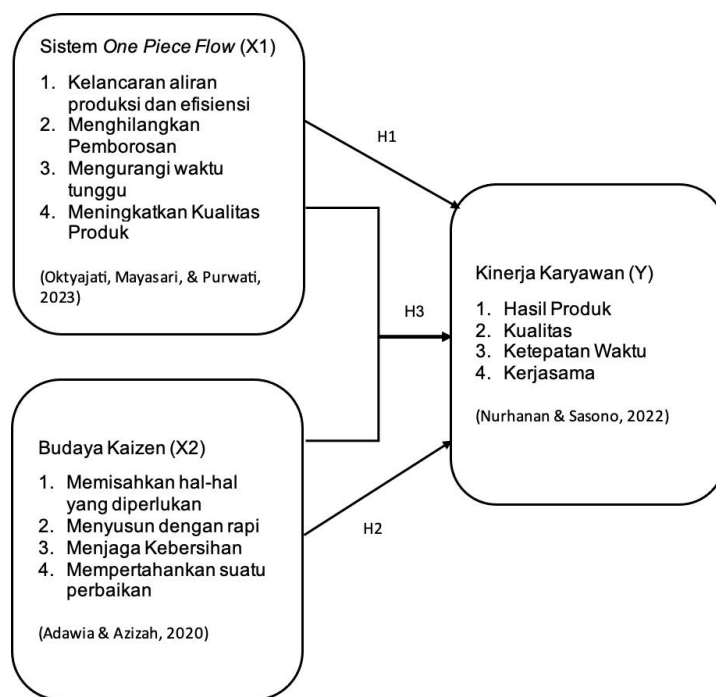 Sistem One Piece Flow (X1)
1. Kelancaran aliran
produksi dan efisiensi
2. Menghilangkan
Pemborosan
3. Mengurangi waktu
tunggu
4. Meningkatkan Kualitas
Produk
(Oktyajati, Mayasari, & Purwati,
2023)
H1
Kinerja Karyawan (Y)
1. Hasil Produk
2. Kualitas
3. Ketepatan Waktu
4. Kerjasama
(Nurhanan & Sasono, 2022)
H3
Budaya Kaizen (X2)
1. Memisahkan hal-hal
yang diperlukan
2. Menyusun dengan rapi
3. Menjaga Kebersihan
4. Mempertahankan suatu
perbaikan
(Adawia & Azizah, 2020)
H2